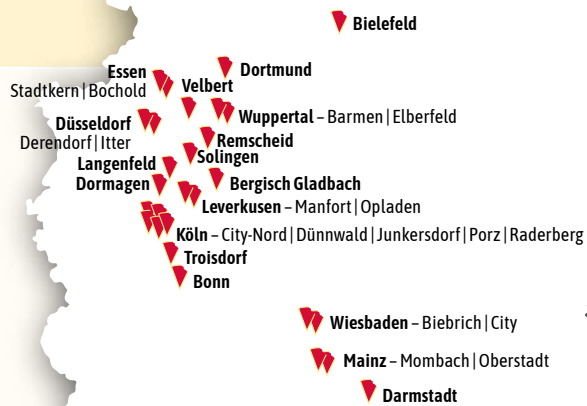 Bielefeld
Dortmund
Essen
Stadtkern | Bochold
Velbert
Wuppertal – Barmen | Elberfeld
Düsseldorf
Derendorf | Itter
Remscheid
Solingen
Langenfeld
Dormagen
Bergisch Gladbach
Leverkusen – Manfort | Opladen
Köln – City-Nord | Dünnwald | Junkersdorf | Porz | Raderberg
Troisdorf
Bonn
Wiesbaden – Biebrich | City
Mainz – Mombach | Oberstadt
Darmstadt